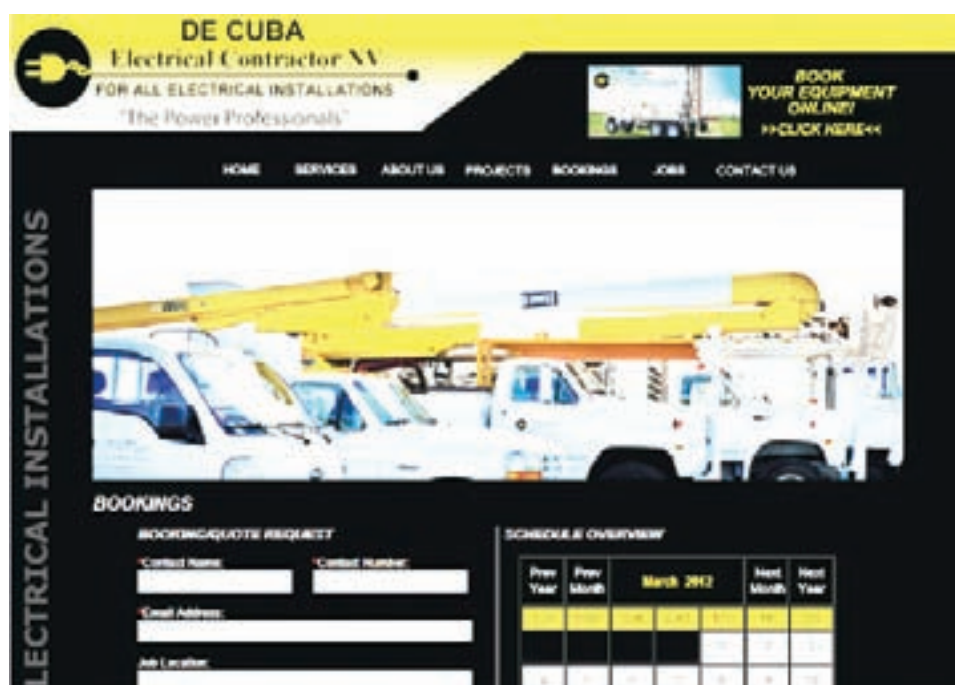 DE CUBA
Electrical Contractor NV
FOR ALL ELECTRICAL INSTALLATIONS
"The Power Professionals"
BOOK
YOUR EQUIPMENT
ONLINE!
>>CLICK HERE<<
HOME SERVICES ABOUT US PROJECTS BOOKINGS JOBS CONTACT US
LECTRICAL INSTALLATIONS
BOOKINGS
BOOKING/QUOTE REQUEST
*Contact Name:
*Contact Number:
*Email Address:
Job Location:
SCHEDULE OVERVIEW
Prev Year
Prev Month
March 2012
Next Month
Next Year